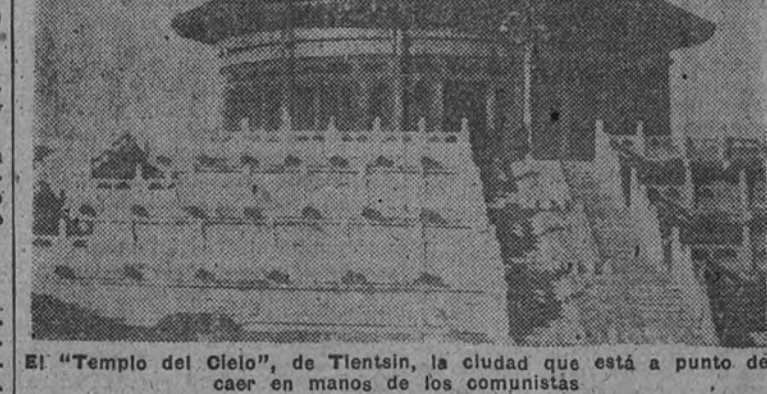 El "Templo del Cielo", de Tientsin, la ciudad que está a punto de
caer en manos de los comunistas